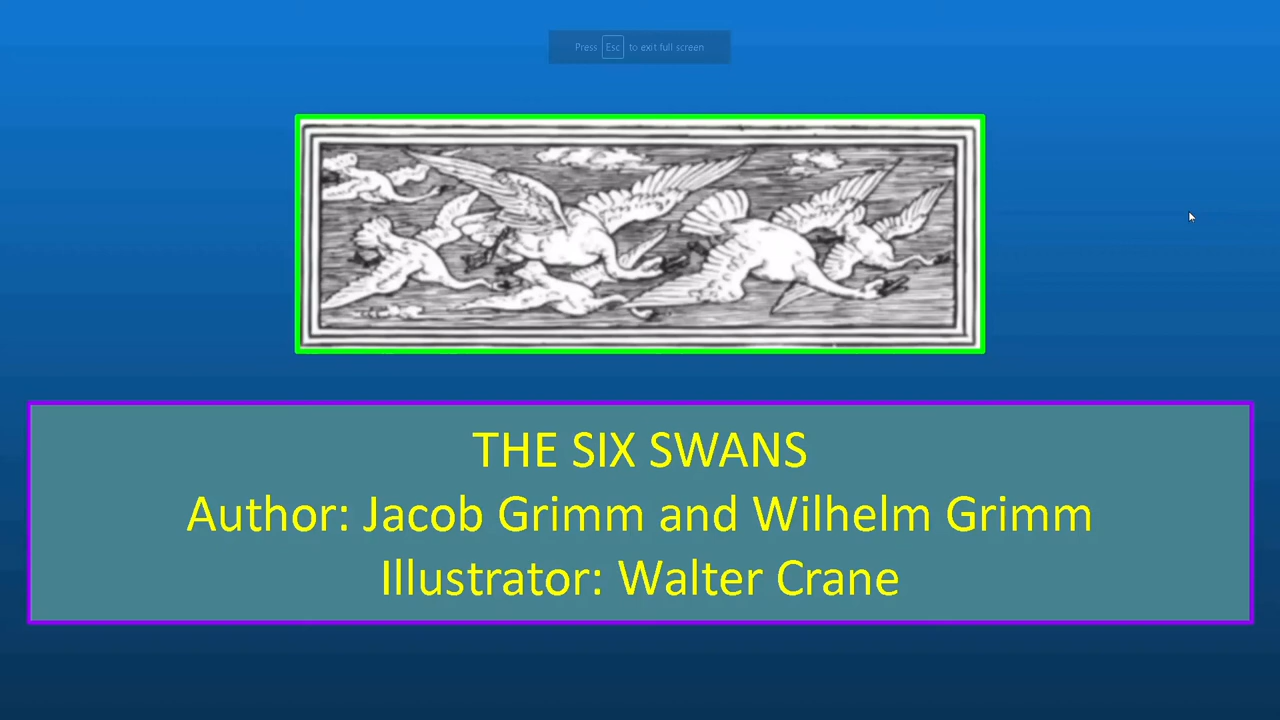 Press Esc to exit full screen
THE SIX SWANS
Author: Jacob Grimm and Wilhelm Grimm
Illustrator: Walter Crane